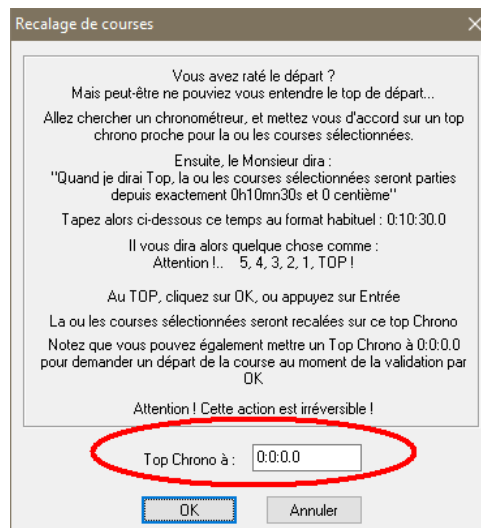 Recalage de courses
Vous avez raté le départ ?
Mais peut-être ne pouviez vous entendre le top de départ...
Allez chercher un chronométreur, et mettez vous d'accord sur un top
chrono proche pour la ou les courses sélectionnées.
Ensuite, le Monsieur dira :
"Quand je dirai Top, la ou les courses sélectionnées seront parties
depuis exactement 0h10mn30s et 0 centième"
Tapez alors ci-dessous ce temps au format habituel : 0:10:30.0
Il vous dira alors quelque chose comme :
Attention !.. 5, 4, 3, 2, 1, TOP !
Au TOP, cliquez sur OK, ou appuyez sur Entrée
La ou les courses sélectionnées seront recalées sur ce top Chrono
Notez que vous pouvez également mettre un Top Chrono à 0:0:0.0
pour demander un départ de la course au moment de la validation par
OK
Attention ! Cette action est irréversible !
Top Chrono à : 0:0:0.0
OK Annuler